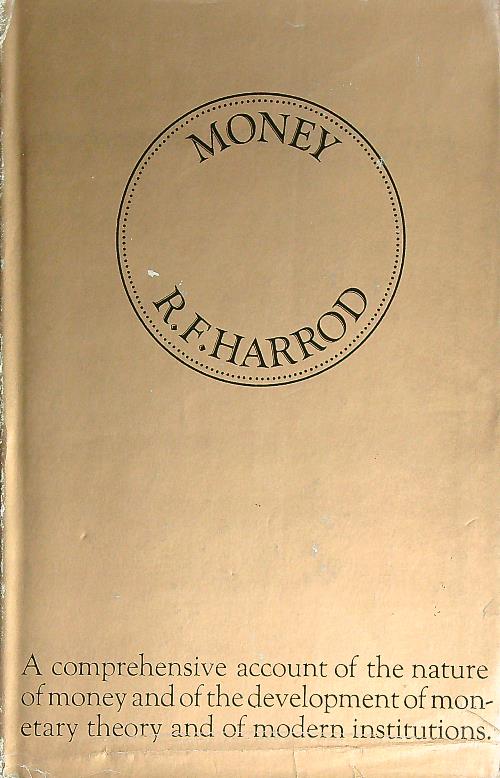 MONEY
R.F. HARROD
A comprehensive account of the nature
of money and of the development of mon-
etary theory and of modern institutions.